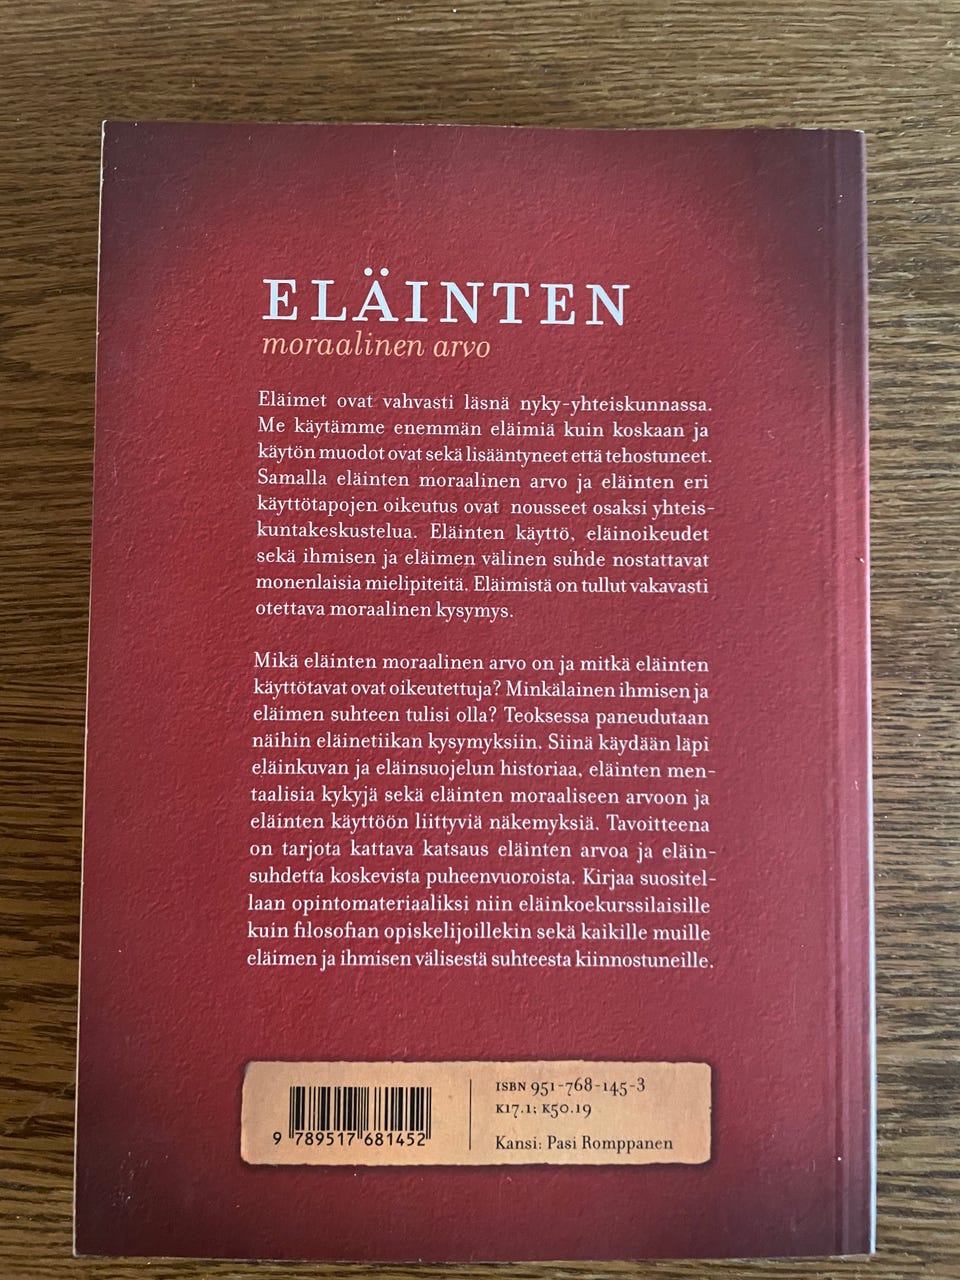 ELÄINTEN
moraalinen arvo
Eläimet ovat vahvasti läsnä nyky-yhteiskunnassa.
Me käytämme enemmän eläimiä kuin koskaan ja
käytön muodot ovat sekä lisääntyneet että tehostuneet.
Samalla eläinten moraalinen arvo ja eläinten eri
käyttötapojen oikeutus ovat nousseet osaksi yhteis-
kuntakeskustelua. Eläinten käyttö, eläinoikeudet
sekä ihmisen ja eläimen välinen suhde nostattavat
monenlaisia mielipiteitä. Eläimistä on tullut vakavasti
otettava moraalinen kysymys.
Mikä eläinten moraalinen arvo on ja mitkä eläinten
käyttötavat ovat oikeutettuja? Minkälainen ihmisen ja
eläimen suhteen tulisi olla? Teoksessa paneudutaan
näihin eläinetiikan kysymyksiin. Siinä käydään läpi
eläinkuvan ja eläinsuojelun historiaa, eläinten men-
taalisia kykyjä sekä eläinten moraaliseen arvoon ja
eläinten käyttöön liittyviä näkemyksiä. Tavoitteena
on tarjota kattava katsaus eläinten arvoa ja eläin-
suhdetta koskevista puheenvuoroista. Kirjaa suositel-
laan opintomateriaaliksi niin eläinkoekurssilaisille
kuin filosofian opiskelijoillekin sekä kaikille muille
eläimen ja ihmisen välisestä suhteesta kiinnostuneille.
ISBN 951-768-145-3
K17.1; K50.19
Kansi: Pasi Romppanen
9 789517 681452